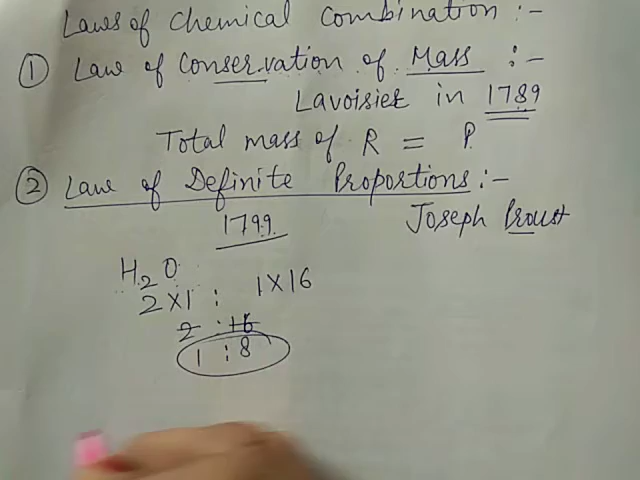 Laws of Chemical Combination :-
① Law of Conservation of Mass :-
Lavoisier in 1789
Total mass of R = P
② Law of Definite Proportions :-
1799 Joseph Proust
H₂O
2 X 1 : 1 X 16
2 : 16
1 : 8